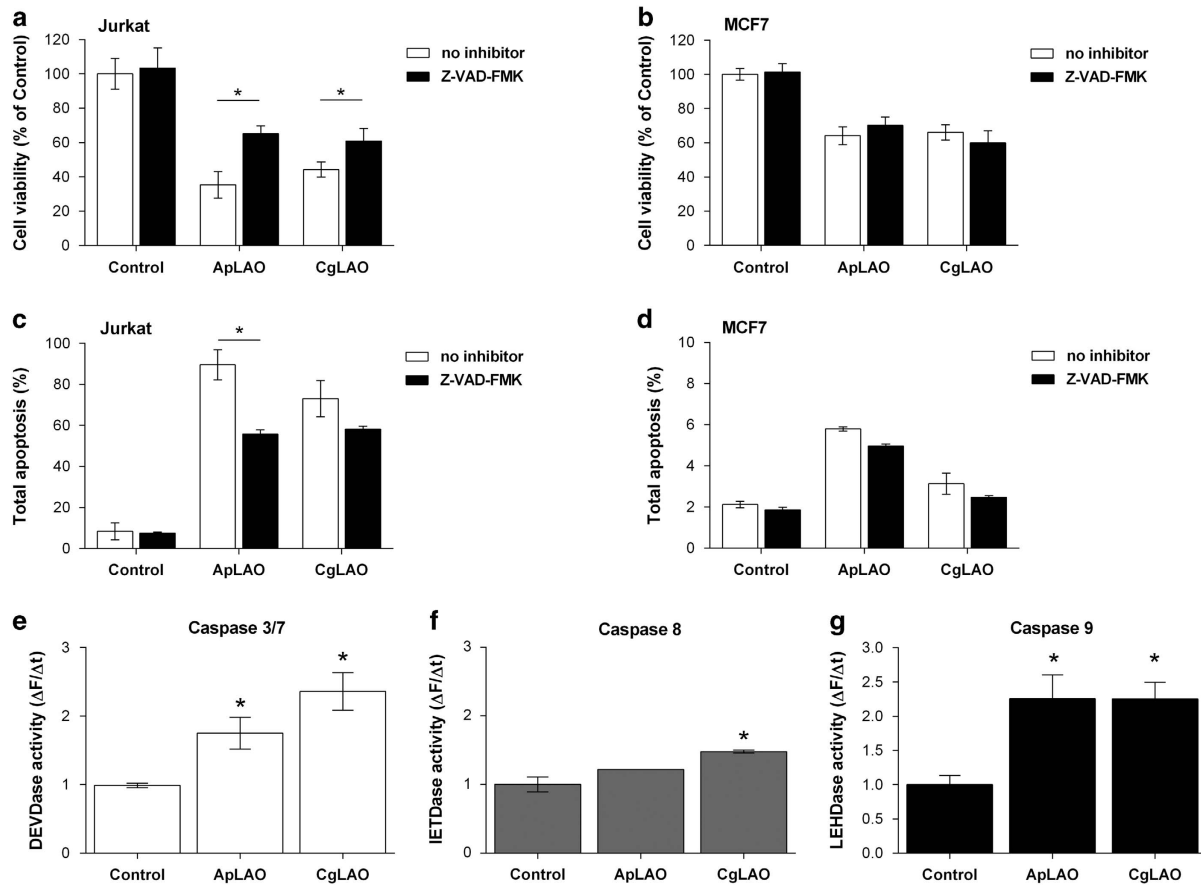 a
Jurkat
Cell viability (% of Control)
120
100
80
60
40
20
0
*
*
Control
ApLAO
CgLAO
no inhibitor
Z-VAD-FMK
b
MCF7
Cell viability (% of Control)
120
100
80
60
40
20
0
Control
ApLAO
CgLAO
no inhibitor
Z-VAD-FMK
c
Jurkat
Total apoptosis (%)
100
80
60
40
20
0
*
Control
ApLAO
CgLAO
no inhibitor
Z-VAD-FMK
d
MCF7
Total apoptosis (%)
10
8
6
4
2
0
Control
ApLAO
CgLAO
no inhibitor
Z-VAD-FMK
e
Caspase 3/7
DEVDase activity (ΔF/Δt)
3
2
1
0
*
*
Control
ApLAO
CgLAO
f
Caspase 8
IETDase activity (ΔF/Δt)
3
2
1
0
*
Control
ApLAO
CgLAO
g
Caspase 9
LEHDase activity (ΔF/Δt)
3.0
2.5
2.0
1.5
1.0
0.5
0.0
*
*
Control
ApLAO
CgLAO